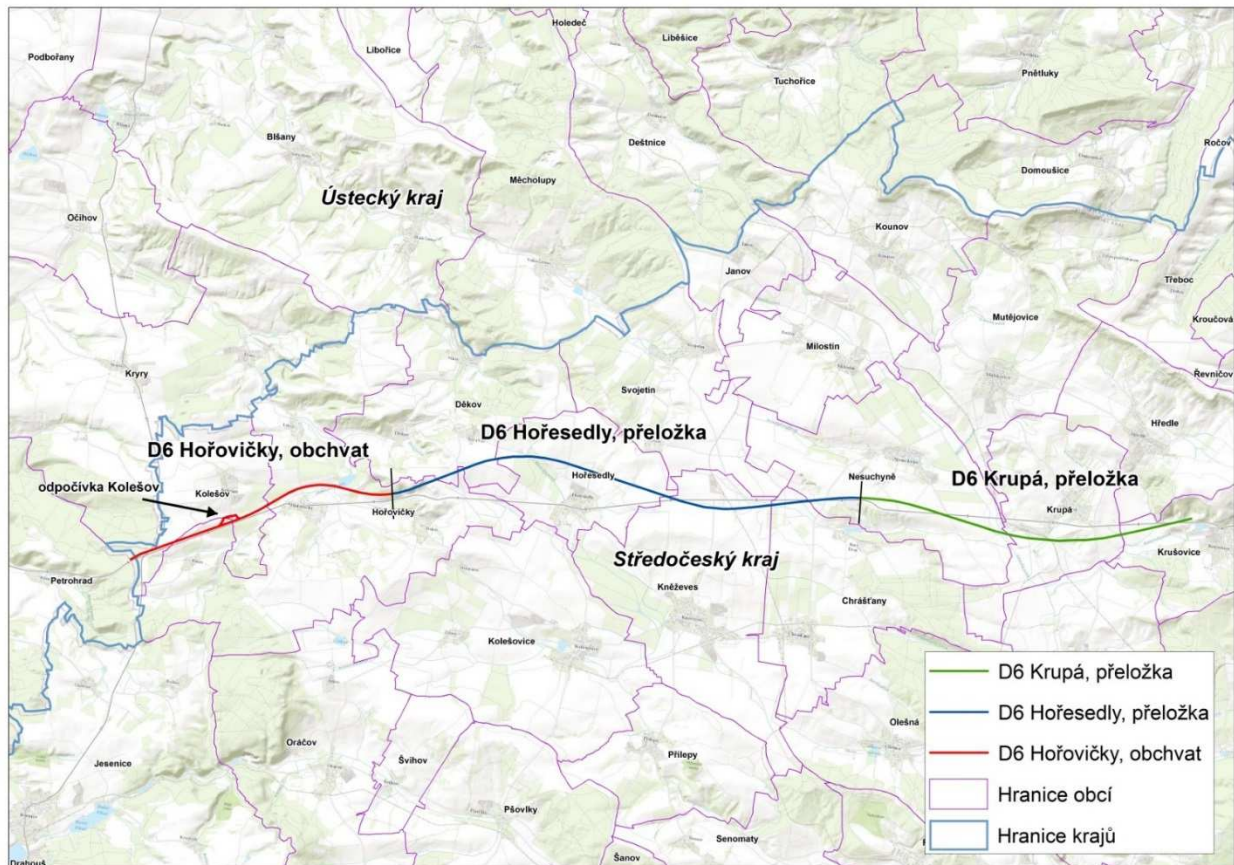 Holedeč
Podbořany
Libořice
Liběšice
Tuchořice
Pnětluky
Blšany
Deštnice
Ročov
Domoušice
Měcholupy
Ústecký kraj
Očihov
Kounov
Janov
Třeboc
Mutějovice
Kroučová
Milostín
Kryry
Řevničov
Svojetín
Děkov
Hředle
D6 Hořesedly, přeložka
D6 Hořovičky, obchvat
Hořesedly
Nesuchyně
D6 Krupá, přeložka
odpočívka Kolešov
Kolešov
Hořovičky
Krupá
Krušovice
Středočeský kraj
Petrohrad
Kněževes
Chrášťany
Kolešovice
Olešná
Oráčov
Přílepy
Jesenice
Švihov
Pšovlky
Senomaty
Šanov
Drahouš
D6 Krupá, přeložka
D6 Hořesedly, přeložka
D6 Hořovičky, obchvat
Hranice obcí
Hranice krajů